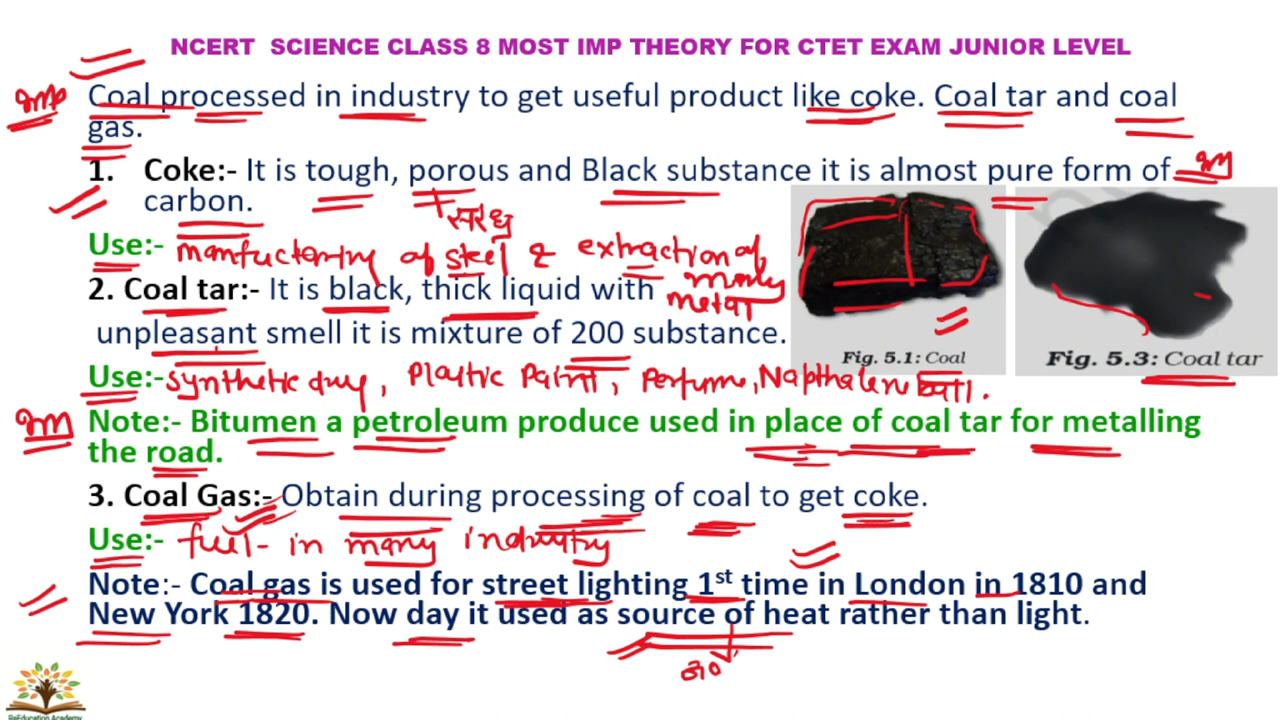 NCERT SCIENCE CLASS 8 MOST IMP THEORY FOR CTET EXAM JUNIOR LEVEL
Imp Coal processed in industry to get useful product like coke. Coal tar and coal
gas.
1. Coke:- It is tough, porous and Black substance it is almost pure form of
carbon.
Use:- manfuctering of steel & extraction of
many
metal
2. Coal tar:- It is black, thick liquid with
unpleasant smell it is mixture of 200 substance.
Fig. 5.1: Coal
Fig. 5.3: Coal tar
Use:- synthetic duy, Plastic Paint, Perfume, Napthalene Ball.
Note:- Bitumen a petroleum produce used in place of coal tar for metalling
the road.
3. Coal Gas:- Obtain during processing of coal to get coke.
Use:- fuel - in many industry
Note:- Coal gas is used for street lighting 1st time in London in 1810 and
New York 1820. Now day it used as source of heat rather than light.
BeEducation Academy